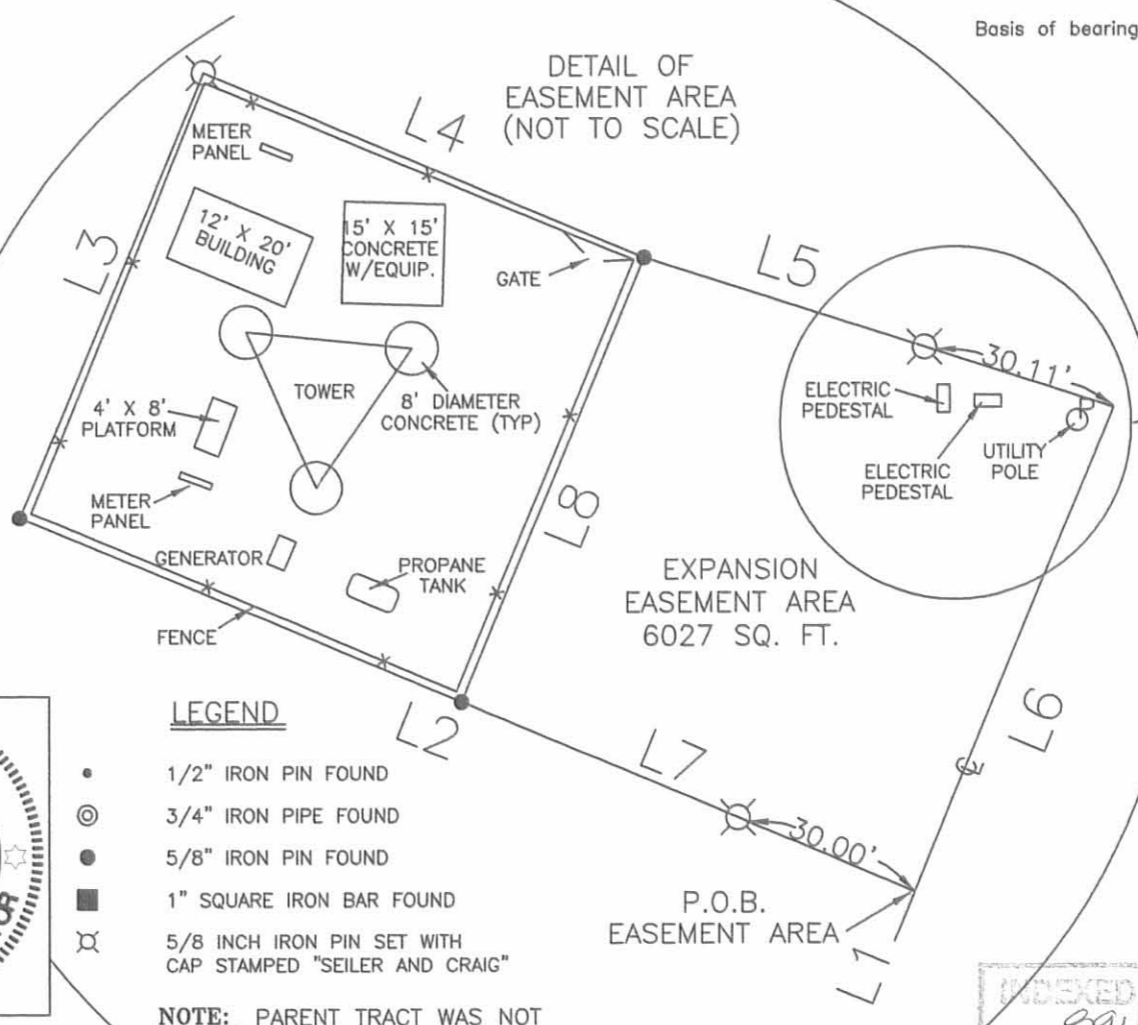 Basis of bearing
DETAIL OF
EASEMENT AREA
(NOT TO SCALE)
L4
METER
PANEL
12' X 20'
BUILDING
15' X 15'
CONCRETE
W/EQUIP.
L3
GATE
L5
30.11'
ELECTRIC
PEDESTAL
ELECTRIC
PEDESTAL
UTILITY
POLE
TOWER
8' DIAMETER
CONCRETE (TYP)
4' X 8'
PLATFORM
METER
PANEL
L8
GENERATOR
PROPANE
TANK
FENCE
EXPANSION
EASEMENT AREA
6027 SQ. FT.
L6
L2
L7
30.00'
P.O.B.
EASEMENT AREA
L1
LEGEND
1/2" IRON PIN FOUND
3/4" IRON PIPE FOUND
5/8" IRON PIN FOUND
1" SQUARE IRON BAR FOUND
5/8 INCH IRON PIN SET WITH
CAP STAMPED "SEILER AND CRAIG"
NOTE: PARENT TRACT WAS NOT
OR
INDEXED